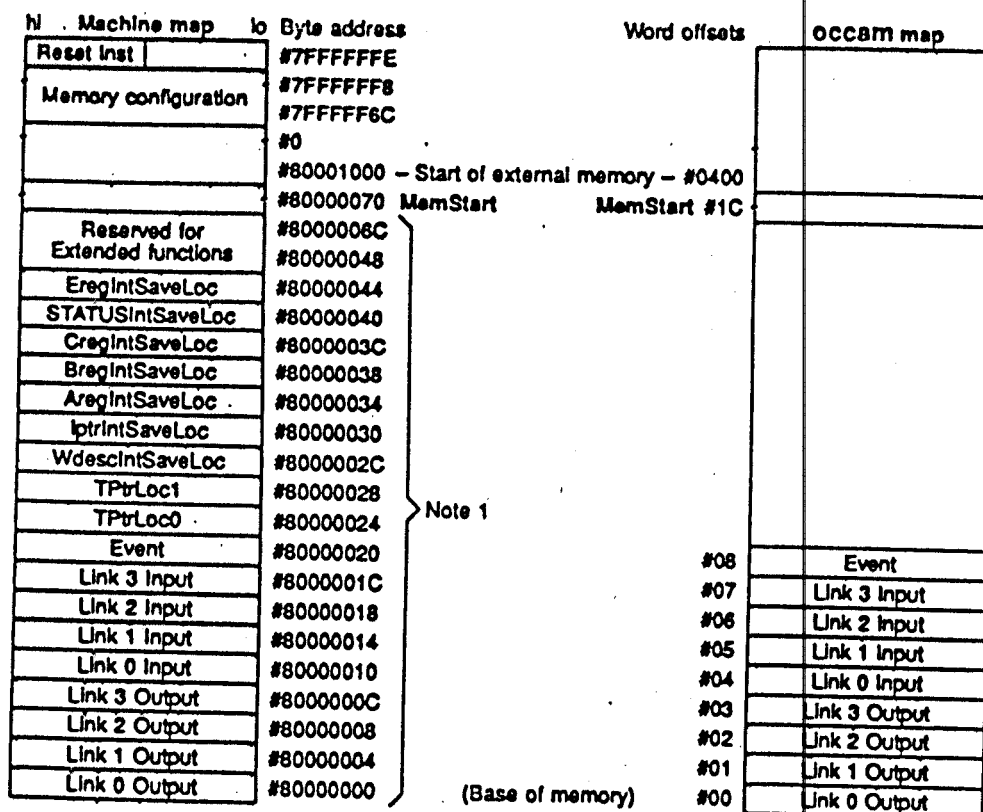 hi . Machine map lo Byte address Word offsets occam map
Reset Inst #7FFFFFFE
Memory configuration #7FFFFFF8
#7FFFFF6C
#0
#80001000 – Start of external memory – #0400
#80000070 MemStart MemStart #1C
Reserved for Extended functions #8000006C
#80000048
EregIntSaveLoc #80000044
STATUSIntSaveLoc #80000040
CregIntSaveLoc #8000003C
BregIntSaveLoc #80000038
AregIntSaveLoc #80000034
IptrIntSaveLoc #80000030
WdescIntSaveLoc #8000002C
TPtrLoc1 #80000028
Note 1
TPtrLoc0 #80000024
Event #80000020 #08 Event
Link 3 Input #8000001C #07 Link 3 Input
Link 2 Input #80000018 #06 Link 2 Input
Link 1 Input #80000014 #05 Link 1 Input
Link 0 Input #80000010 #04 Link 0 Input
Link 3 Output #8000000C #03 Link 3 Output
Link 2 Output #80000008 #02 Link 2 Output
Link 1 Output #80000004 #01 Link 1 Output
Link 0 Output #80000000 (Base of memory) #00 Link 0 Output